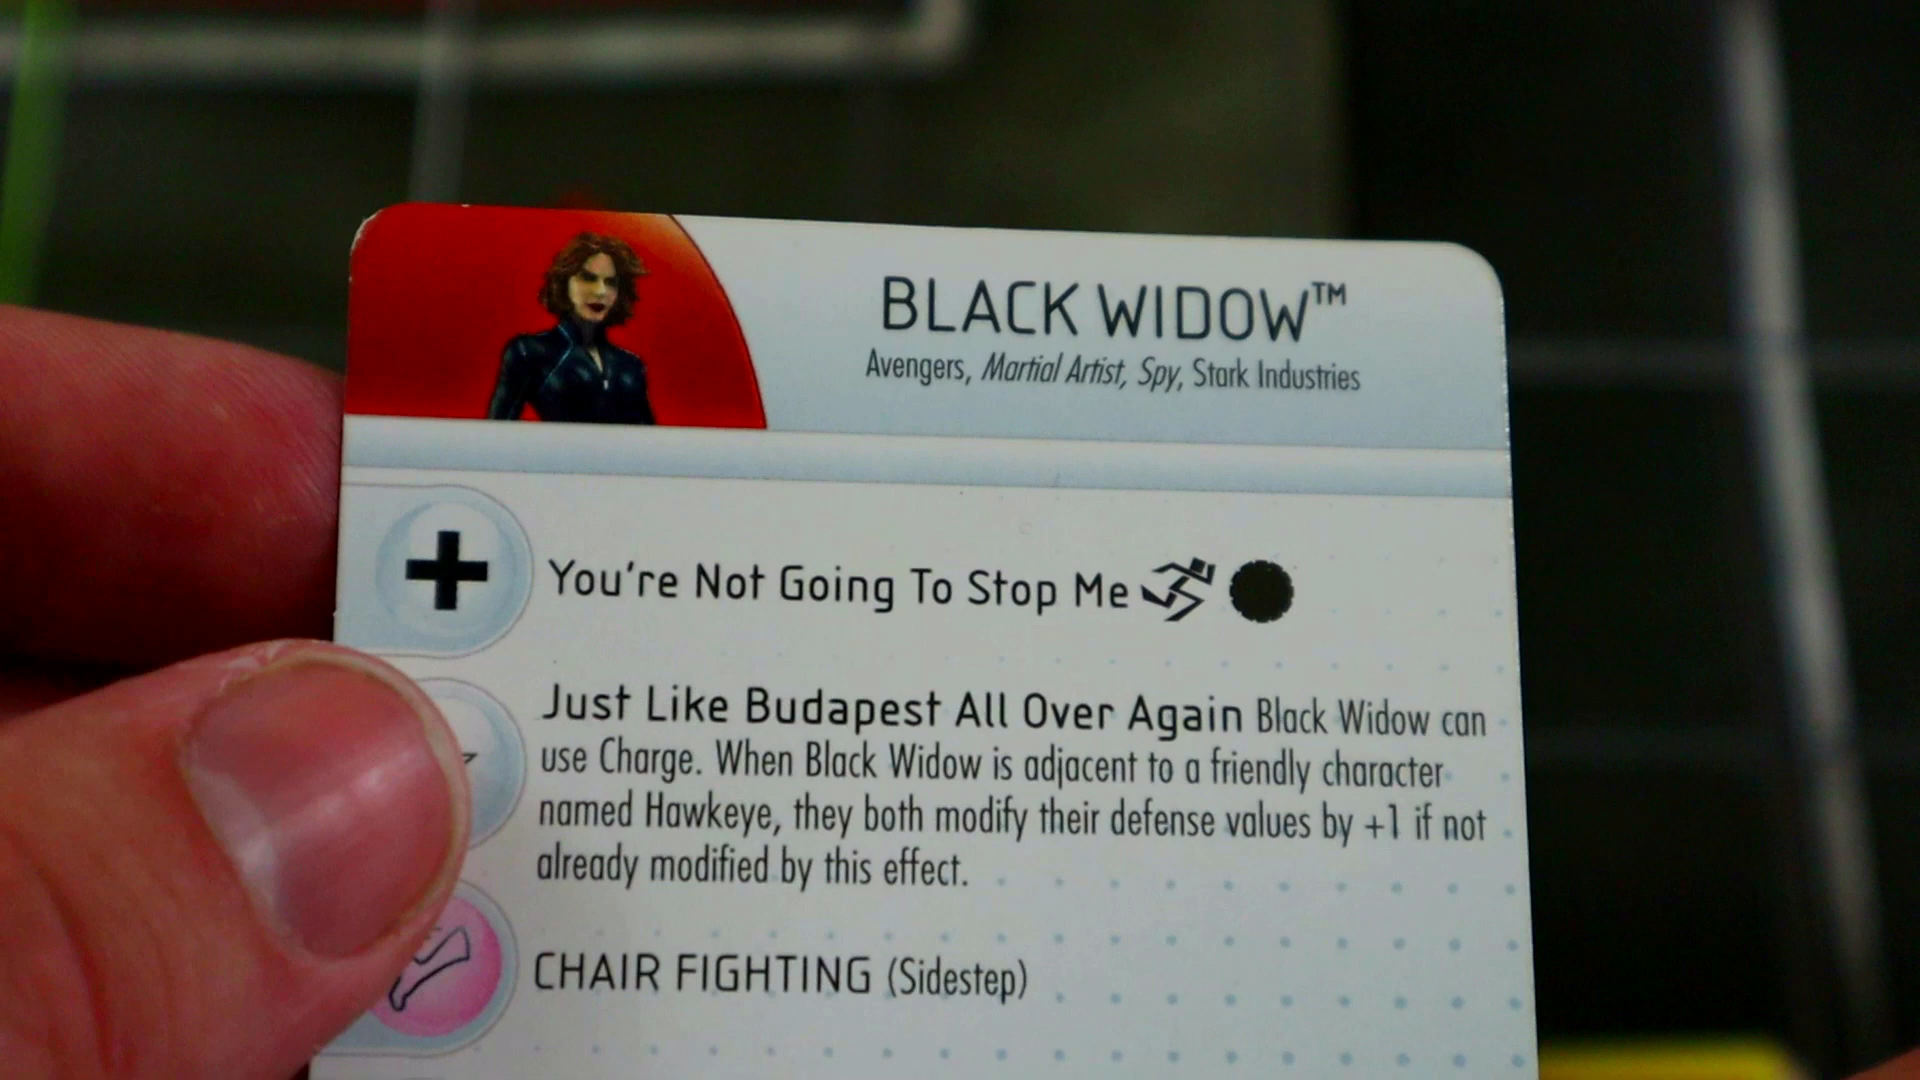 BLACK WIDOW™
Avengers, Martial Artist, Spy, Stark Industries
You're Not Going To Stop Me
Just Like Budapest All Over Again Black Widow can
use Charge. When Black Widow is adjacent to a friendly character
named Hawkeye, they both modify their defense values by +1 if not
already modified by this effect.
CHAIR FIGHTING (Sidestep)